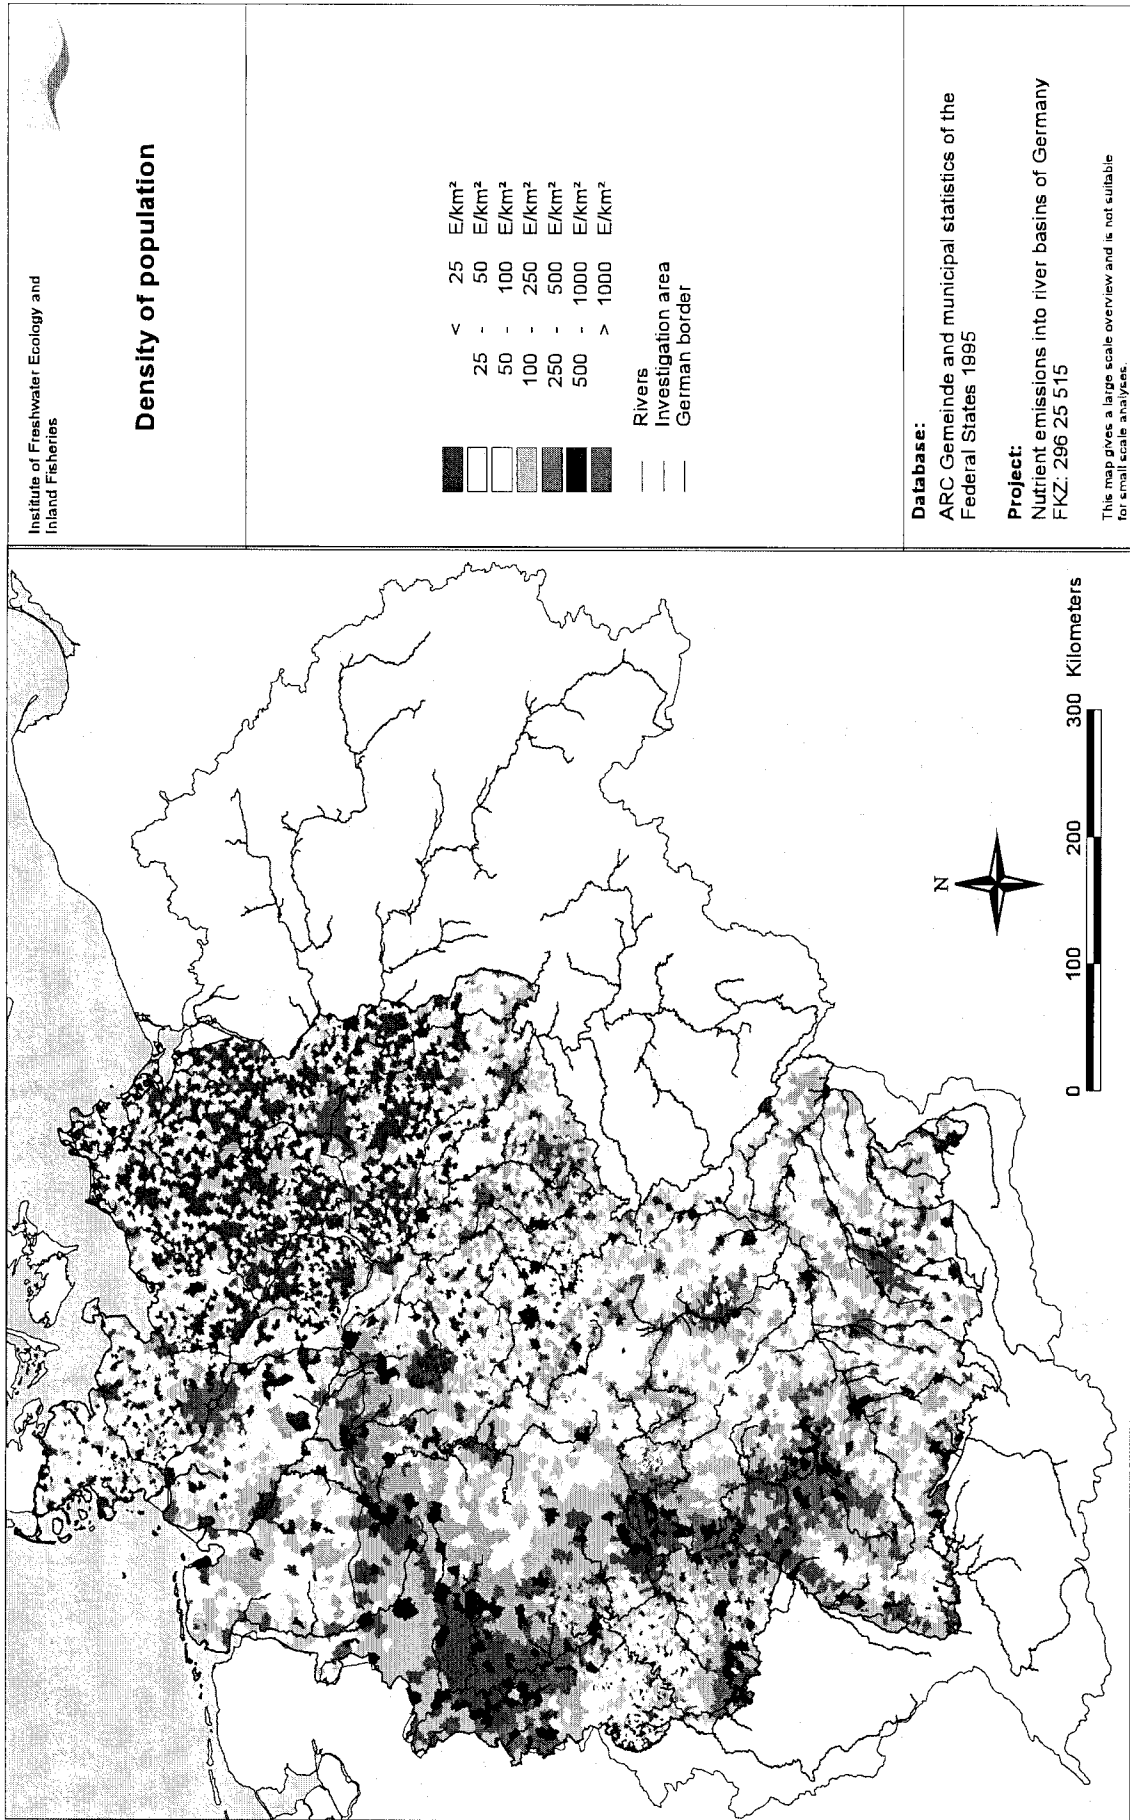 Institute of Freshwater Ecology and
Inland Fisheries
Density of population
< 25 E/km²
25 - 50 E/km²
50 - 100 E/km²
100 - 250 E/km²
250 - 500 E/km²
500 - 1000 E/km²
> 1000 E/km²
Rivers
Investigation area
German border
Database:
ARC Gemeinde and municipal statistics of the
Federal States 1995
Project:
Nutrient emissions into river basins of Germany
FKZ: 296 25 515
This map gives a large scale overview and is not suitable
for small scale analyses.
N
0 100 200 300 Kilometers